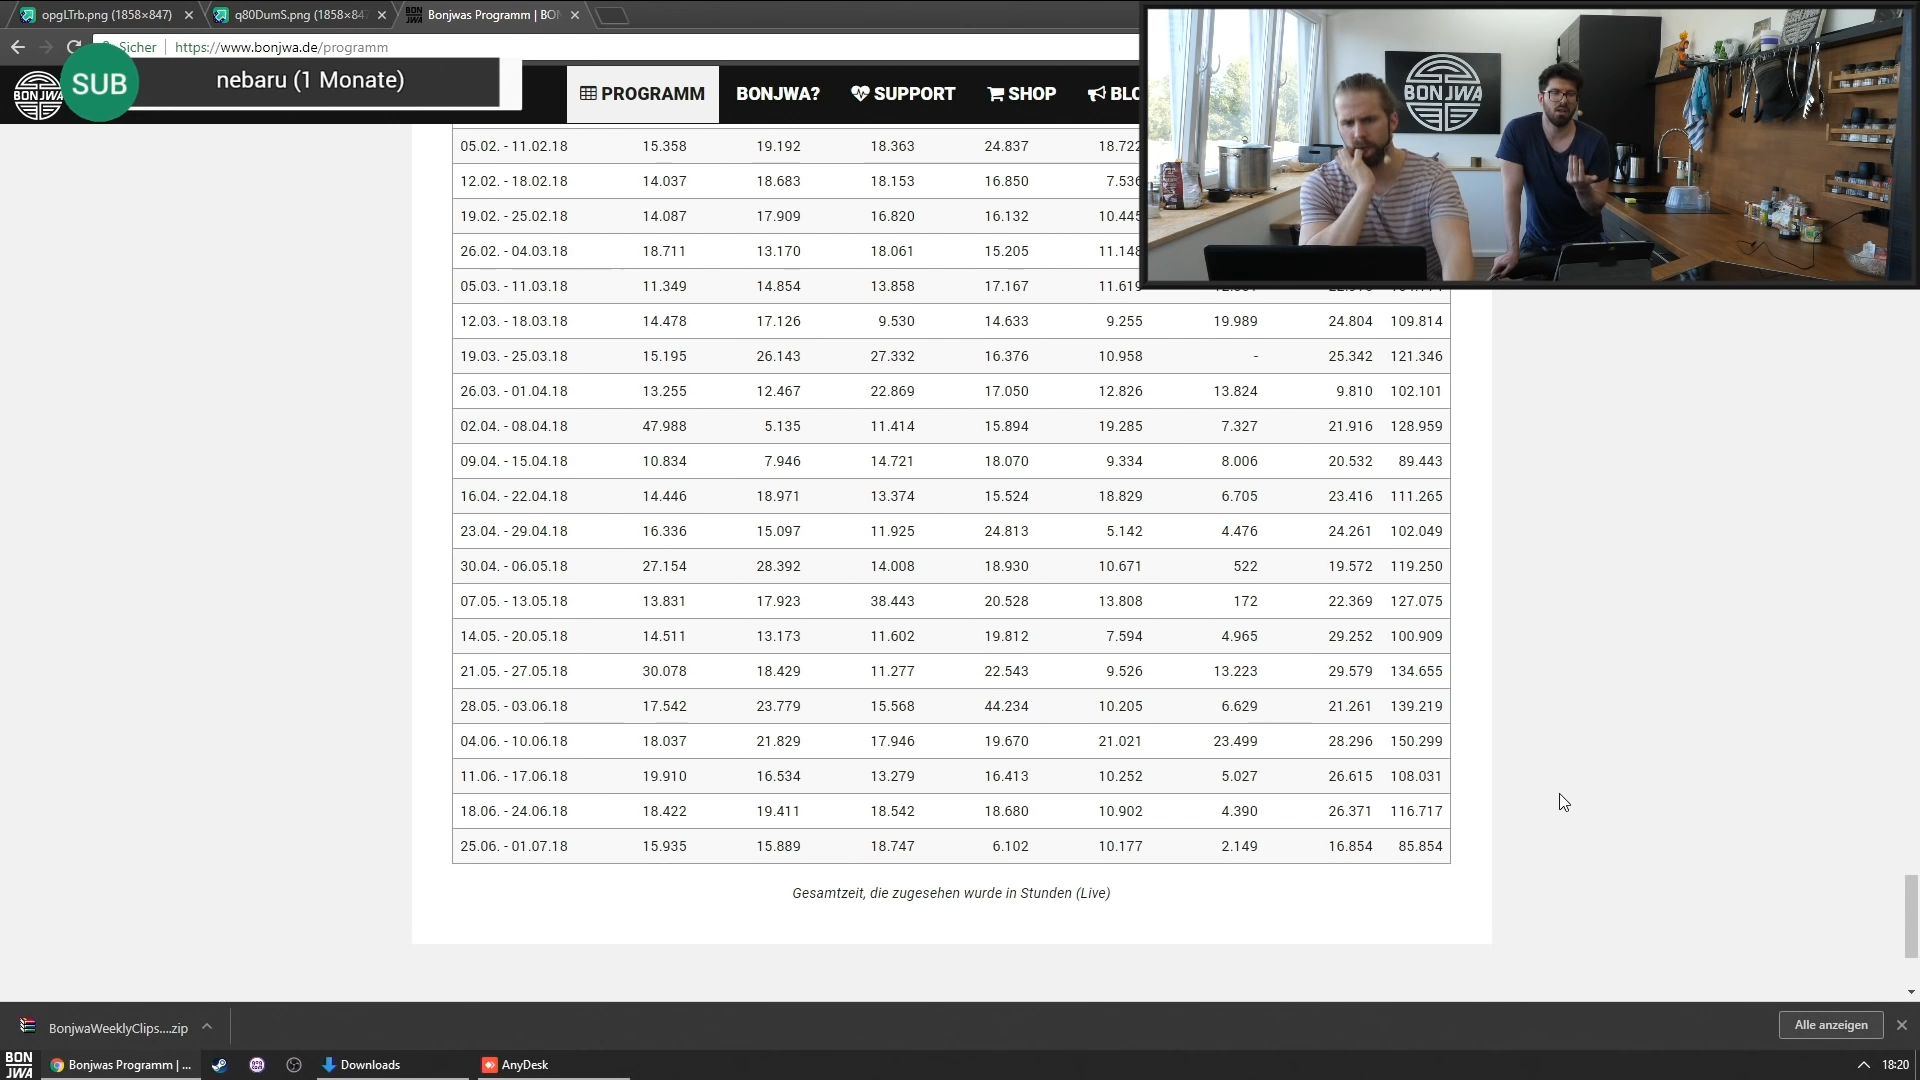 opgLTrb.png (1858×847)
q80DumS.png (1858×84
Bonjwas Programm | BON
Sicher
https://www.bonjwa.de/programm
BONJWA
SUB
nebaru (1 Monate)
PROGRAMM
BONJWA?
SUPPORT
SHOP
BLO
BONJWA
05.02. - 11.02.18 15.358 19.192 18.363 24.837 18.722
12.02. - 18.02.18 14.037 18.683 18.153 16.850 7.536
19.02. - 25.02.18 14.087 17.909 16.820 16.132 10.445
26.02. - 04.03.18 18.711 13.170 18.061 15.205 11.148
05.03. - 11.03.18 11.349 14.854 13.858 17.167 11.619
12.03. - 18.03.18 14.478 17.126 9.530 14.633 9.255 19.989 24.804 109.814
19.03. - 25.03.18 15.195 26.143 27.332 16.376 10.958 - 25.342 121.346
26.03. - 01.04.18 13.255 12.467 22.869 17.050 12.826 13.824 9.810 102.101
02.04. - 08.04.18 47.988 5.135 11.414 15.894 19.285 7.327 21.916 128.959
09.04. - 15.04.18 10.834 7.946 14.721 18.070 9.334 8.006 20.532 89.443
16.04. - 22.04.18 14.446 18.971 13.374 15.524 18.829 6.705 23.416 111.265
23.04. - 29.04.18 16.336 15.097 11.925 24.813 5.142 4.476 24.261 102.049
30.04. - 06.05.18 27.154 28.392 14.008 18.930 10.671 522 19.572 119.250
07.05. - 13.05.18 13.831 17.923 38.443 20.528 13.808 172 22.369 127.075
14.05. - 20.05.18 14.511 13.173 11.602 19.812 7.594 4.965 29.252 100.909
21.05. - 27.05.18 30.078 18.429 11.277 22.543 9.526 13.223 29.579 134.655
28.05. - 03.06.18 17.542 23.779 15.568 44.234 10.205 6.629 21.261 139.219
04.06. - 10.06.18 18.037 21.829 17.946 19.670 21.021 23.499 28.296 150.299
11.06. - 17.06.18 19.910 16.534 13.279 16.413 10.252 5.027 26.615 108.031
18.06. - 24.06.18 18.422 19.411 18.542 18.680 10.902 4.390 26.371 116.717
25.06. - 01.07.18 15.935 15.889 18.747 6.102 10.177 2.149 16.854 85.854
Gesamtzeit, die zugesehen wurde in Stunden (Live)
BonjwaWeeklyClips....zip
Alle anzeigen
BON JWA
Bonjwas Programm | ...
Downloads
AnyDesk
18:20